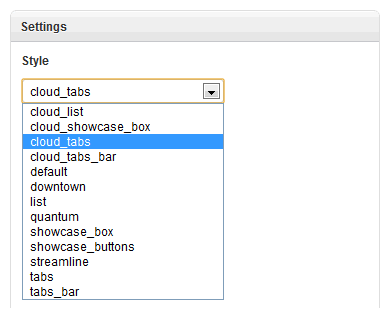 Settings
Style
cloud_tabs
cloud_list
cloud_showcase_box
cloud_tabs
cloud_tabs_bar
default
downtown
list
quantum
showcase_box
showcase_buttons
streamline
tabs
tabs_bar